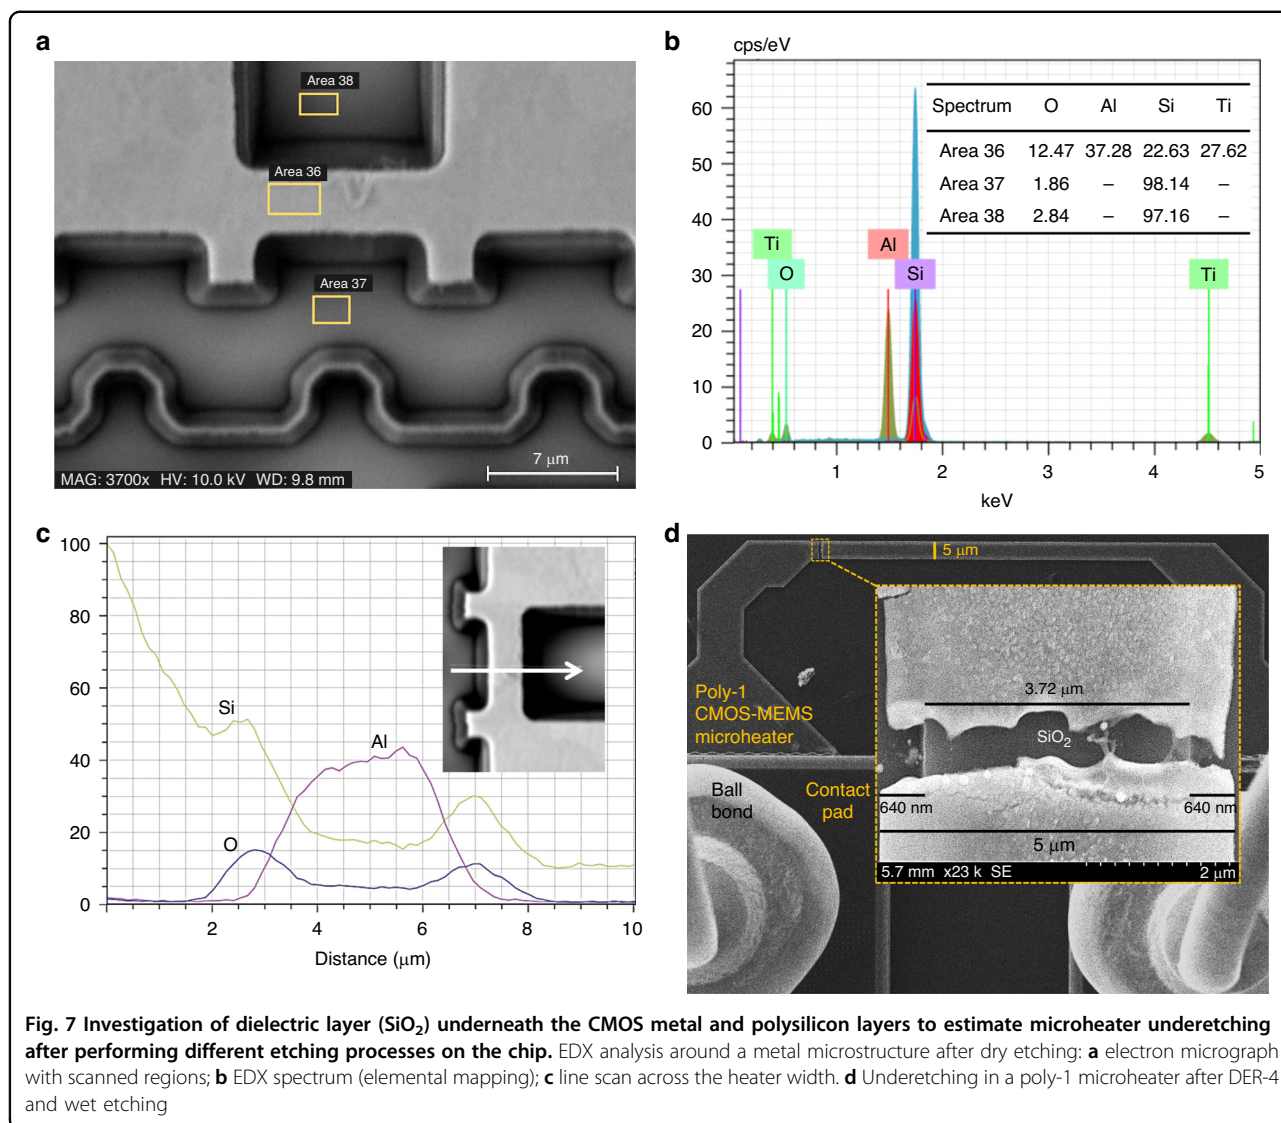 a
Area 38
Area 36
Area 37
7 μm
MAG: 3700x HV: 10.0 kV WD: 9.8 mm
b
cps/eV
60
50
40
30
20
10
0
Spectrum O Al Si Ti
Area 36 12.47 37.28 22.63 27.62
Area 37 1.86 – 98.14 –
Area 38 2.84 – 97.16 –
Ti
O
Al
Si
Ti
1 2 3 4 5
keV
c
100
80
60
40
20
0
Si
Al
O
2 4 6 8 10
Distance (μm)
d
5 μm
Poly-1
CMOS-MEMS
microheater
3.72 μm
SiO2
Ball
bond
Contact
pad
640 nm
640 nm
5 μm
5.7 mm x23 k SE
2 μm
Fig. 7 Investigation of dielectric layer (SiO2) underneath the CMOS metal and polysilicon layers to estimate microheater underetching
after performing different etching processes on the chip. EDX analysis around a metal microstructure after dry etching: a electron micrograph
with scanned regions; b EDX spectrum (elemental mapping); c line scan across the heater width. d Underetching in a poly-1 microheater after DER-4
and wet etching